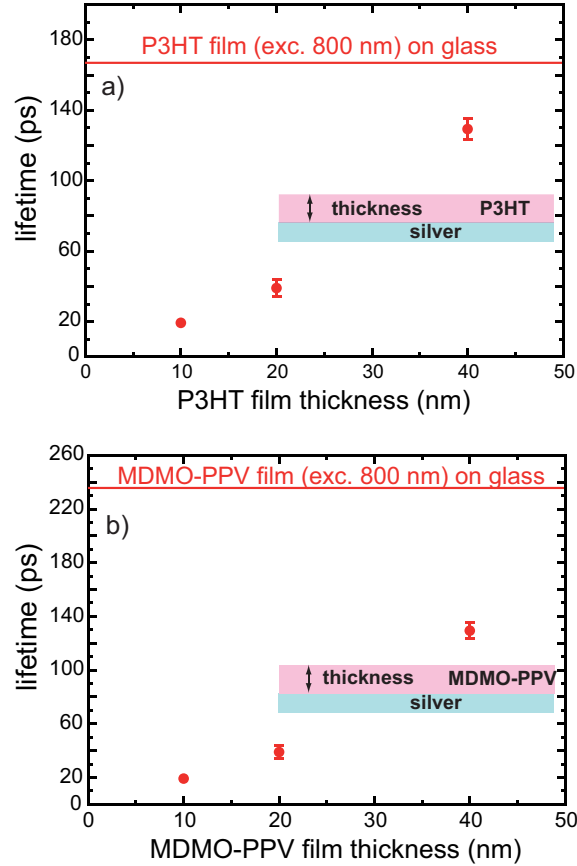 180
P3HT film (exc. 800 nm) on glass
a)
140
lifetime (ps)
100
thickness P3HT
silver
60
20
0
0 10 20 30 40 50
P3HT film thickness (nm)
260
MDMO-PPV film (exc. 800 nm) on glass
220
b)
180
lifetime (ps)
140
100
thickness MDMO-PPV
silver
60
20
0
0 10 20 30 40 50
MDMO-PPV film thickness (nm)